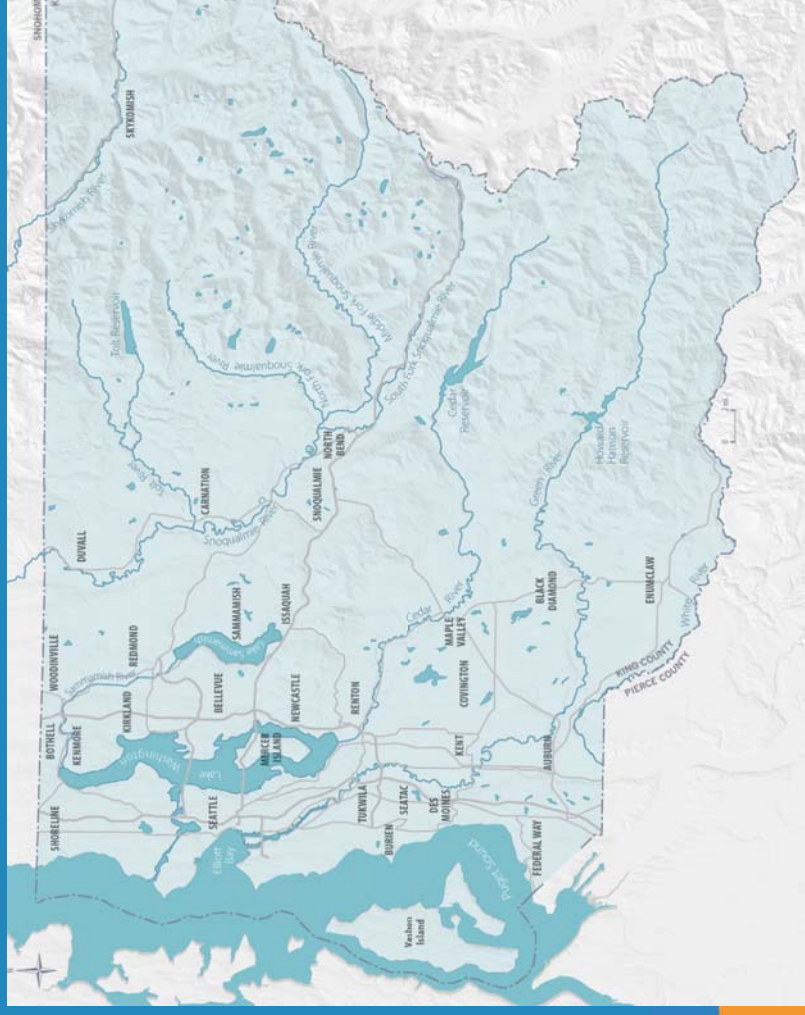 SNOHOM
K
SHORELINE
BOTHELL
WOODINVILLE
KENMORE
DUVALL
Sammamish River
Skykomish River
SKYKOMISH
KIRKLAND
REDMOND
Tolt Reservoir
Tolt
River
CARNATION
Lake
Washington
SEATTLE
BELLEVUE
Lake Sammamish
SAMMAMISH
Snoqualmie River
North Fork Snoqualmie River
Elliott
Bay
MERCER
ISLAND
NEWCASTLE
ISSAQUAH
SNOQUALMIE
NORTH
BEND
Middle Fork Snoqualmie River
South Fork Snoqualmie River
TUKWILA
RENTON
Cedar River
BURIEN
SEATAC
DES
MOINES
KENT
COVINGTON
MAPLE
VALLEY
Cedar
Reservoir
Vashon
Island
Puget Sound
FEDERAL WAY
AUBURN
BLACK
DIAMOND
Green River
Howard
Hanson
Reservoir
ENUMCLAW
White River
KING COUNTY
PIERCE COUNTY